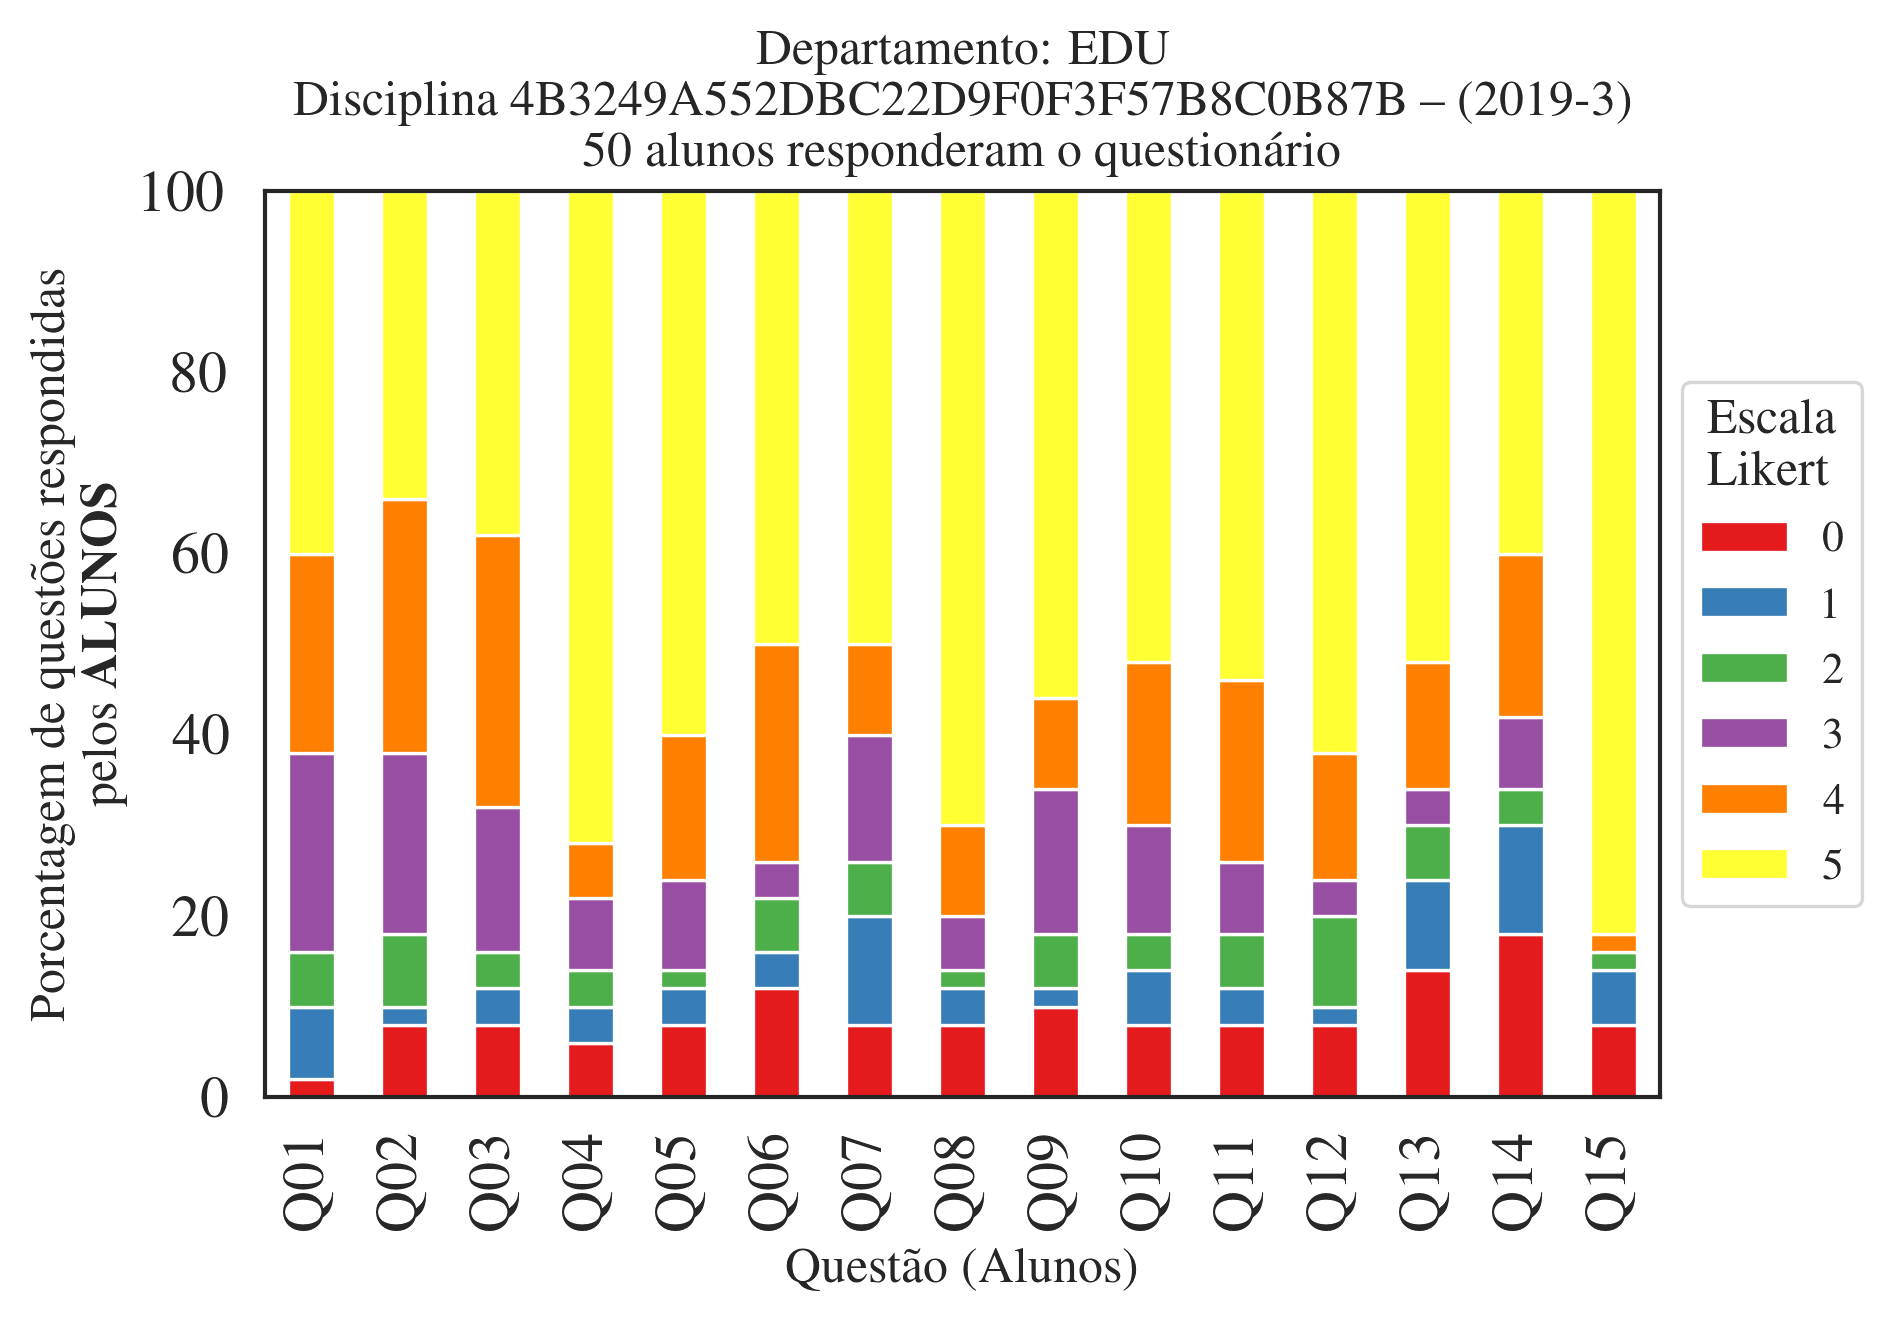 Departamento: EDU
Disciplina 4B3249A552DBC22D9F0F3F57B8C0B87B – (2019-3)
50 alunos responderam o questionário
100
80
60
40
20
0
Porcentagem de questões respondidas
pelos ALUNOS
Q01
Q02
Q03
Q04
Q05
Q06
Q07
Q08
Q09
Q10
Q11
Q12
Q13
Q14
Q15
Questão (Alunos)
Escala
Likert
0
1
2
3
4
5